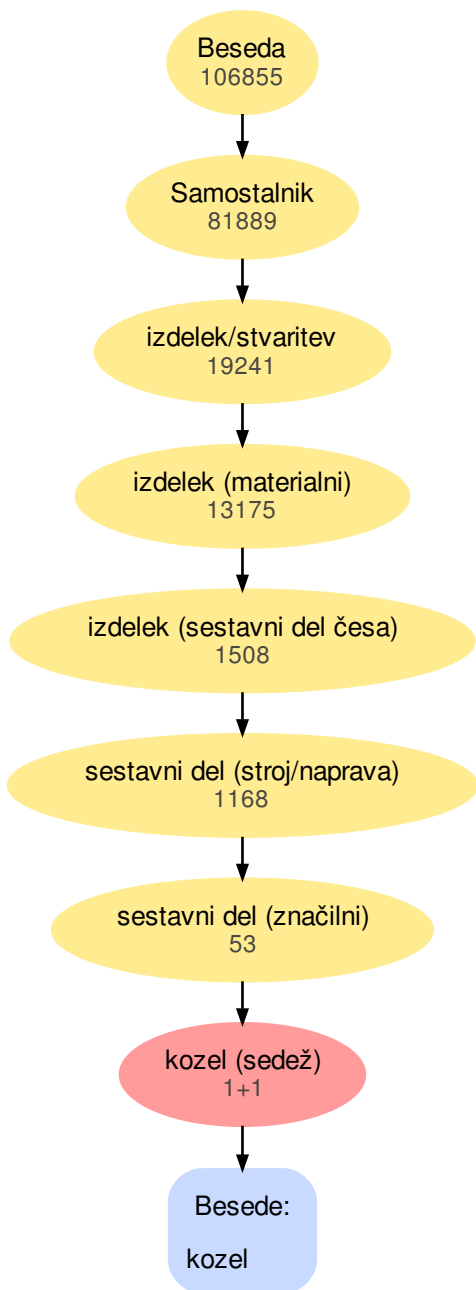 Beseda
106855
Samostalnik
81889
izdelek/stvaritev
19241
izdelek (materialni)
13175
izdelek (sestavni del česa)
1508
sestavni del (stroj/naprava)
1168
sestavni del (značilni)
53
kozel (sedež)
1+1
Besede:
kozel